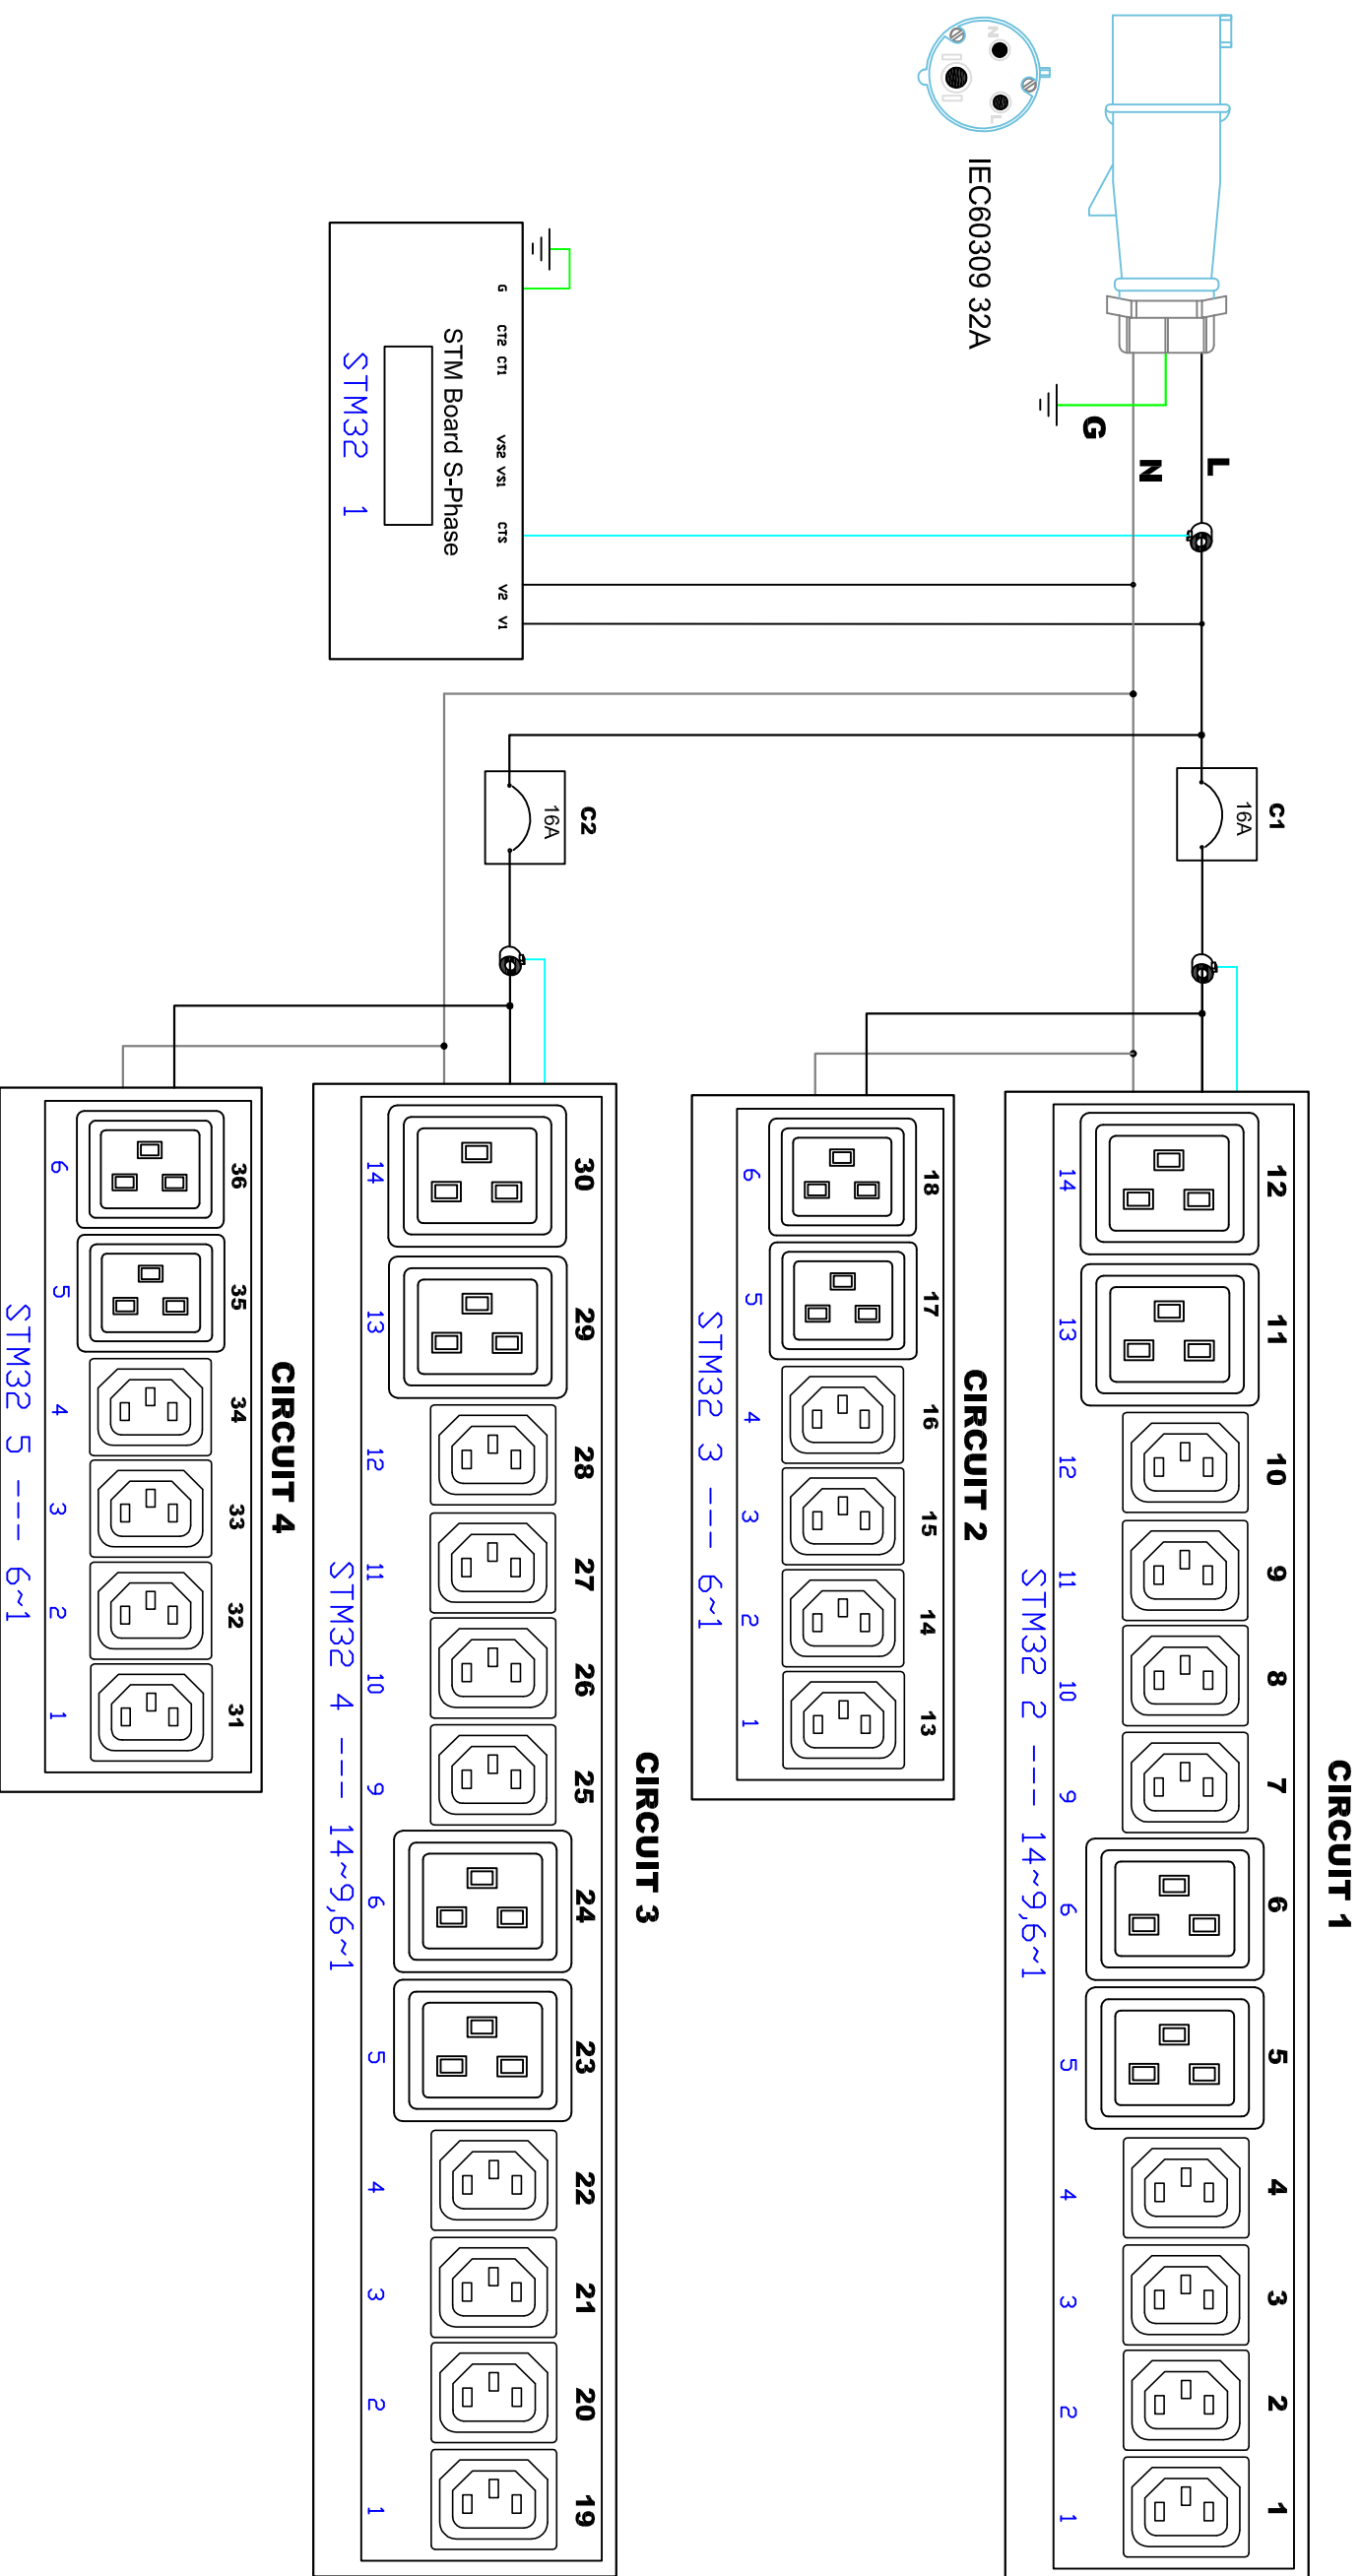 IEC60309 32A
N
L
L
N
G
C1
16A
C2
16A
STM Board S-Phase
G CT2 CT1 VS2 VS1 CTS V2 V1
STM32 1
CIRCUIT 1
12 11 10 9 8 7 6 5 4 3 2 1
14 13 12 11 10 9 6 5 4 3 2 1
STM32 2 --- 14~9,6~1
CIRCUIT 2
18 17 16 15 14 13
6 5 4 3 2 1
STM32 3 --- 6~1
CIRCUIT 3
30 29 28 27 26 25 24 23 22 21 20 19
14 13 12 11 10 9 6 5 4 3 2 1
STM32 4 --- 14~9,6~1
CIRCUIT 4
36 35 34 33 32 31
6 5 4 3 2 1
STM32 5 --- 6~1